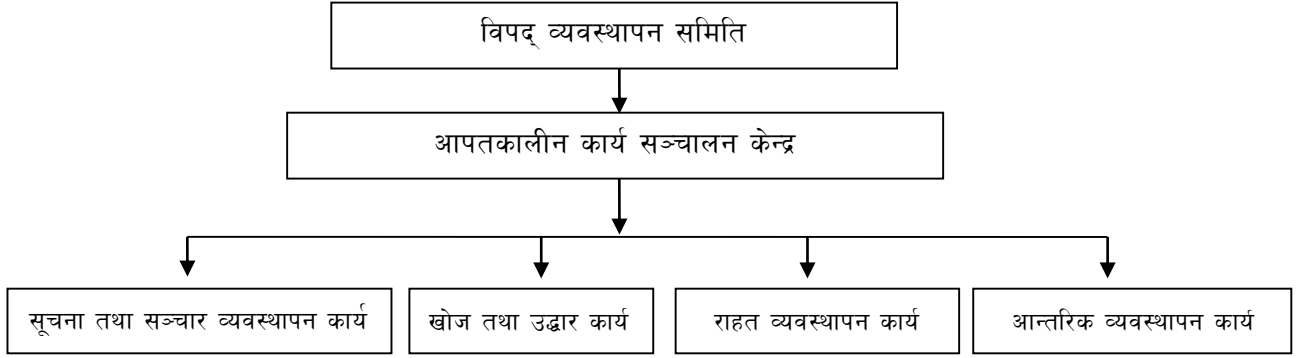 विपद् व्यवस्थापन समिति
आपतकालीन कार्य सञ्चालन केन्द्र
सूचना तथा सञ्चार व्यवस्थापन कार्य
खोज तथा उद्धार कार्य
राहत व्यवस्थापन कार्य
आन्तरिक व्यवस्थापन कार्य